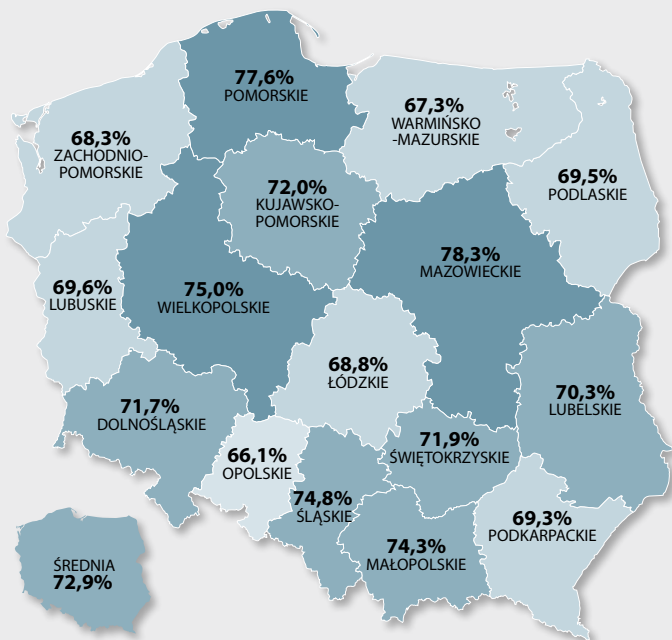 77,6%
POMORSKIE
67,3%
WARMIŃSKO
-MAZURSKIE
68,3%
ZACHODNIO-
POMORSKIE
69,5%
PODLASKIE
72,0%
KUJAWSKO-
POMORSKIE
78,3%
MAZOWIECKIE
69,6%
LUBUSKIE
75,0%
WIELKOPOLSKIE
68,8%
ŁÓDZKIE
70,3%
LUBELSKIE
71,7%
DOLNOŚLĄSKIE
71,9%
ŚWIĘTOKRZYSKIE
66,1%
OPOLSKIE
74,8%
ŚLĄSKIE
69,3%
PODKARPACKIE
74,3%
MAŁOPOLSKIE
ŚREDNIA
72,9%